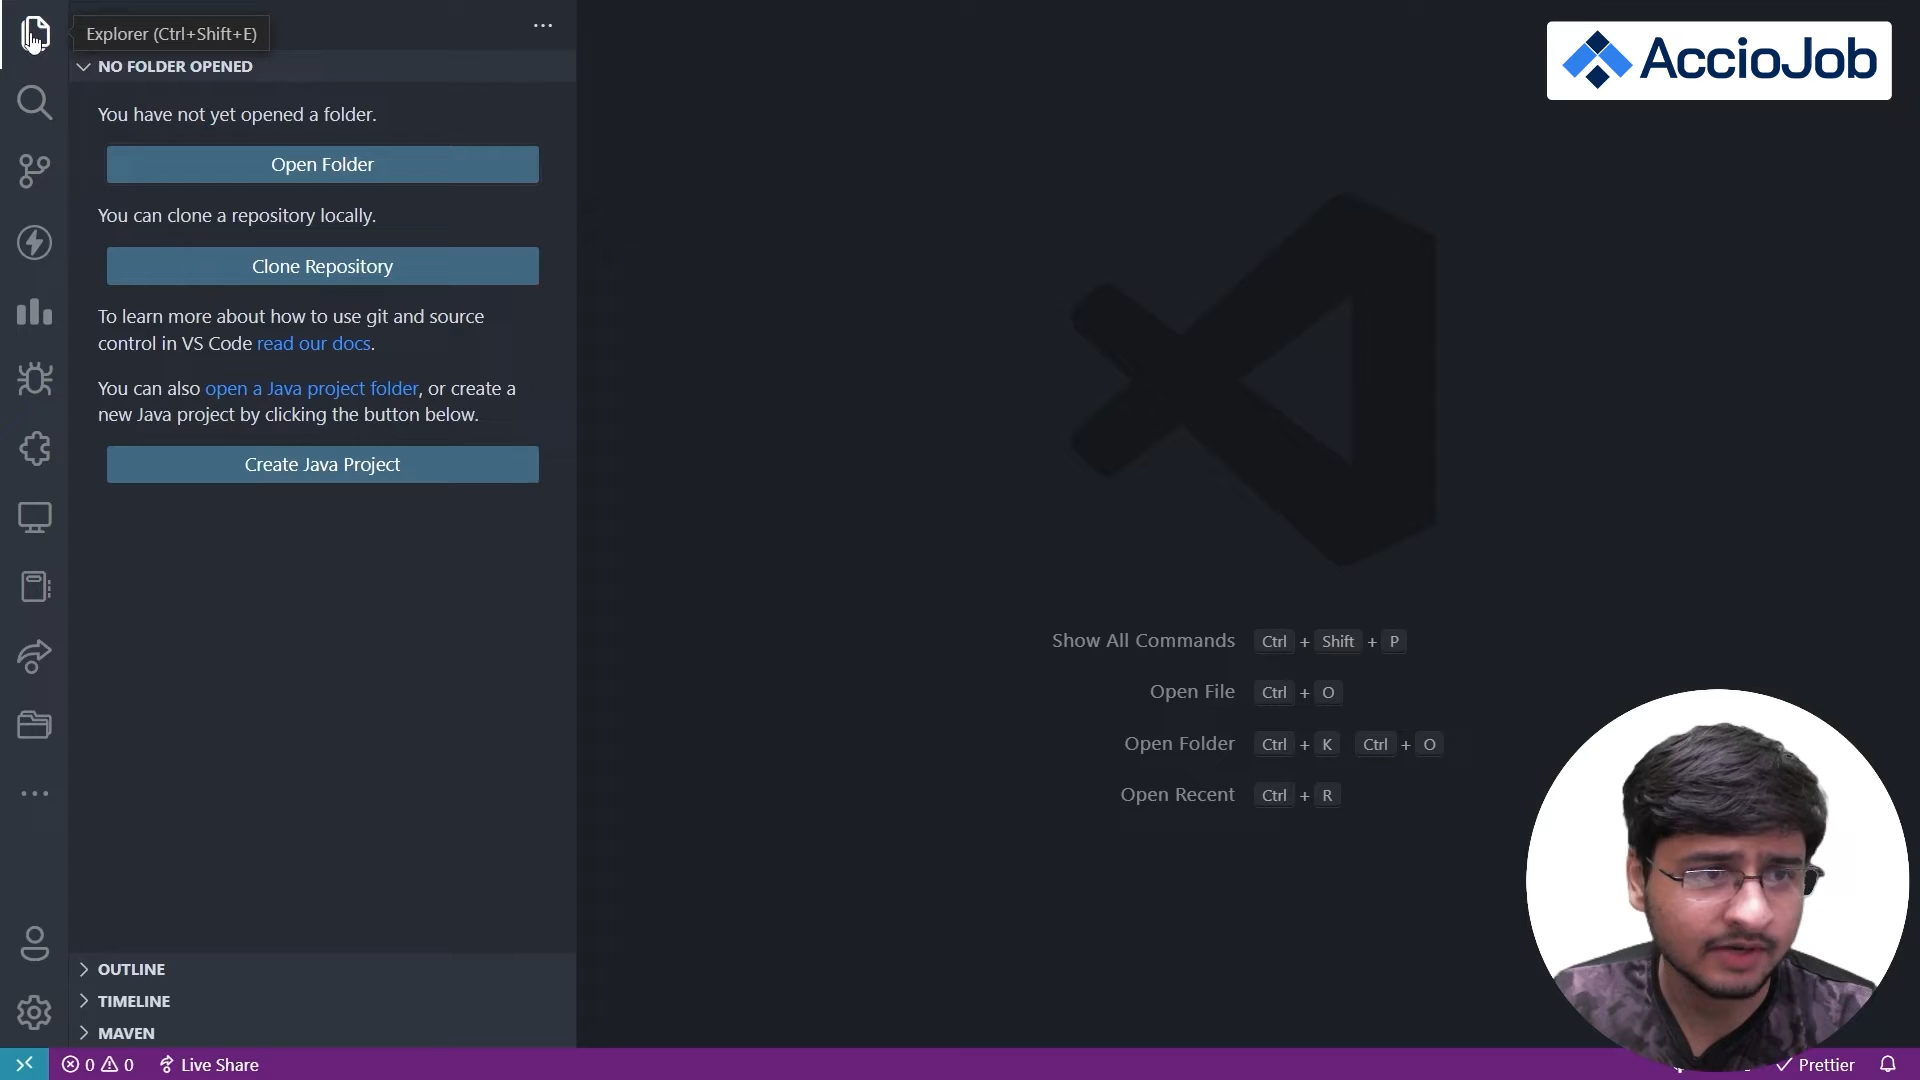 Explorer (Ctrl+Shift+E)
...
AccioJob
NO FOLDER OPENED
You have not yet opened a folder.
Open Folder
You can clone a repository locally.
Clone Repository
To learn more about how to use git and source
control in VS Code read our docs.
You can also open a Java project folder, or create a
new Java project by clicking the button below.
Create Java Project
Show All Commands Ctrl + Shift + P
Open File Ctrl + O
Open Folder Ctrl + K Ctrl + O
Open Recent Ctrl + R
OUTLINE
TIMELINE
MAVEN
0 0 Live Share
Prettier